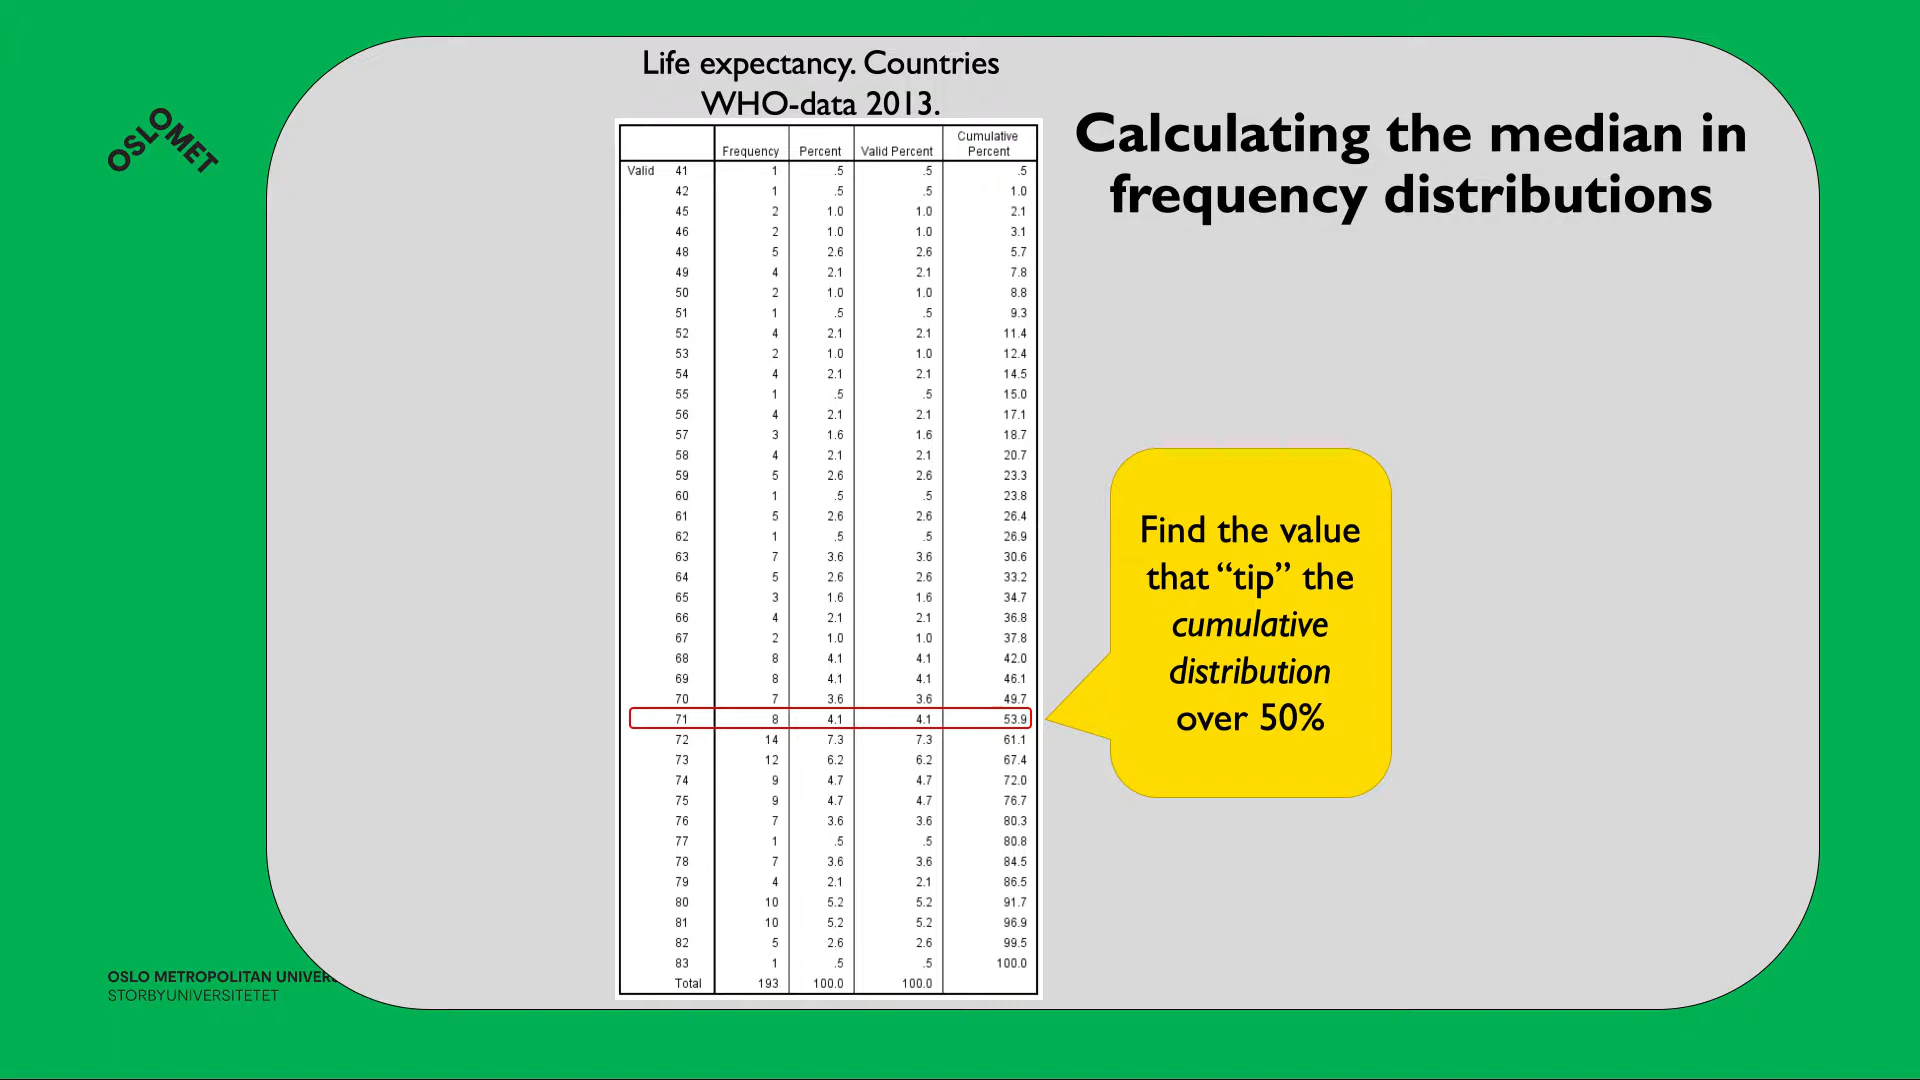 Life expectancy. Countries
WHO-data 2013.
Calculating the median in
frequency distributions
OSLOMET
Frequency Percent Valid Percent Cumulative Percent
Valid 41 1 .5 .5 .5
42 1 .5 .5 1.0
45 2 1.0 1.0 2.1
46 2 1.0 1.0 3.1
48 5 2.6 2.6 5.7
49 4 2.1 2.1 7.8
50 2 1.0 1.0 8.8
51 1 .5 .5 9.3
52 4 2.1 2.1 11.4
53 2 1.0 1.0 12.4
54 4 2.1 2.1 14.5
55 1 .5 .5 15.0
56 4 2.1 2.1 17.1
57 3 1.6 1.6 18.7
58 4 2.1 2.1 20.7
59 5 2.6 2.6 23.3
60 1 .5 .5 23.8
61 5 2.6 2.6 26.4
62 1 .5 .5 26.9
63 7 3.6 3.6 30.6
64 5 2.6 2.6 33.2
65 3 1.6 1.6 34.7
66 4 2.1 2.1 36.8
67 2 1.0 1.0 37.8
68 8 4.1 4.1 42.0
69 8 4.1 4.1 46.1
70 7 3.6 3.6 49.7
71 8 4.1 4.1 53.9
72 14 7.3 7.3 61.1
73 12 6.2 6.2 67.4
74 9 4.7 4.7 72.0
75 9 4.7 4.7 76.7
76 7 3.6 3.6 80.3
77 1 .5 .5 80.8
78 7 3.6 3.6 84.5
79 4 2.1 2.1 86.5
80 10 5.2 5.2 91.7
81 10 5.2 5.2 96.9
82 5 2.6 2.6 99.5
83 1 .5 .5 100.0
Total 193 100.0 100.0
Find the value
that “tip” the
cumulative
distribution
over 50%
OSLO METROPOLITAN
STORBYUNIVERSITETET